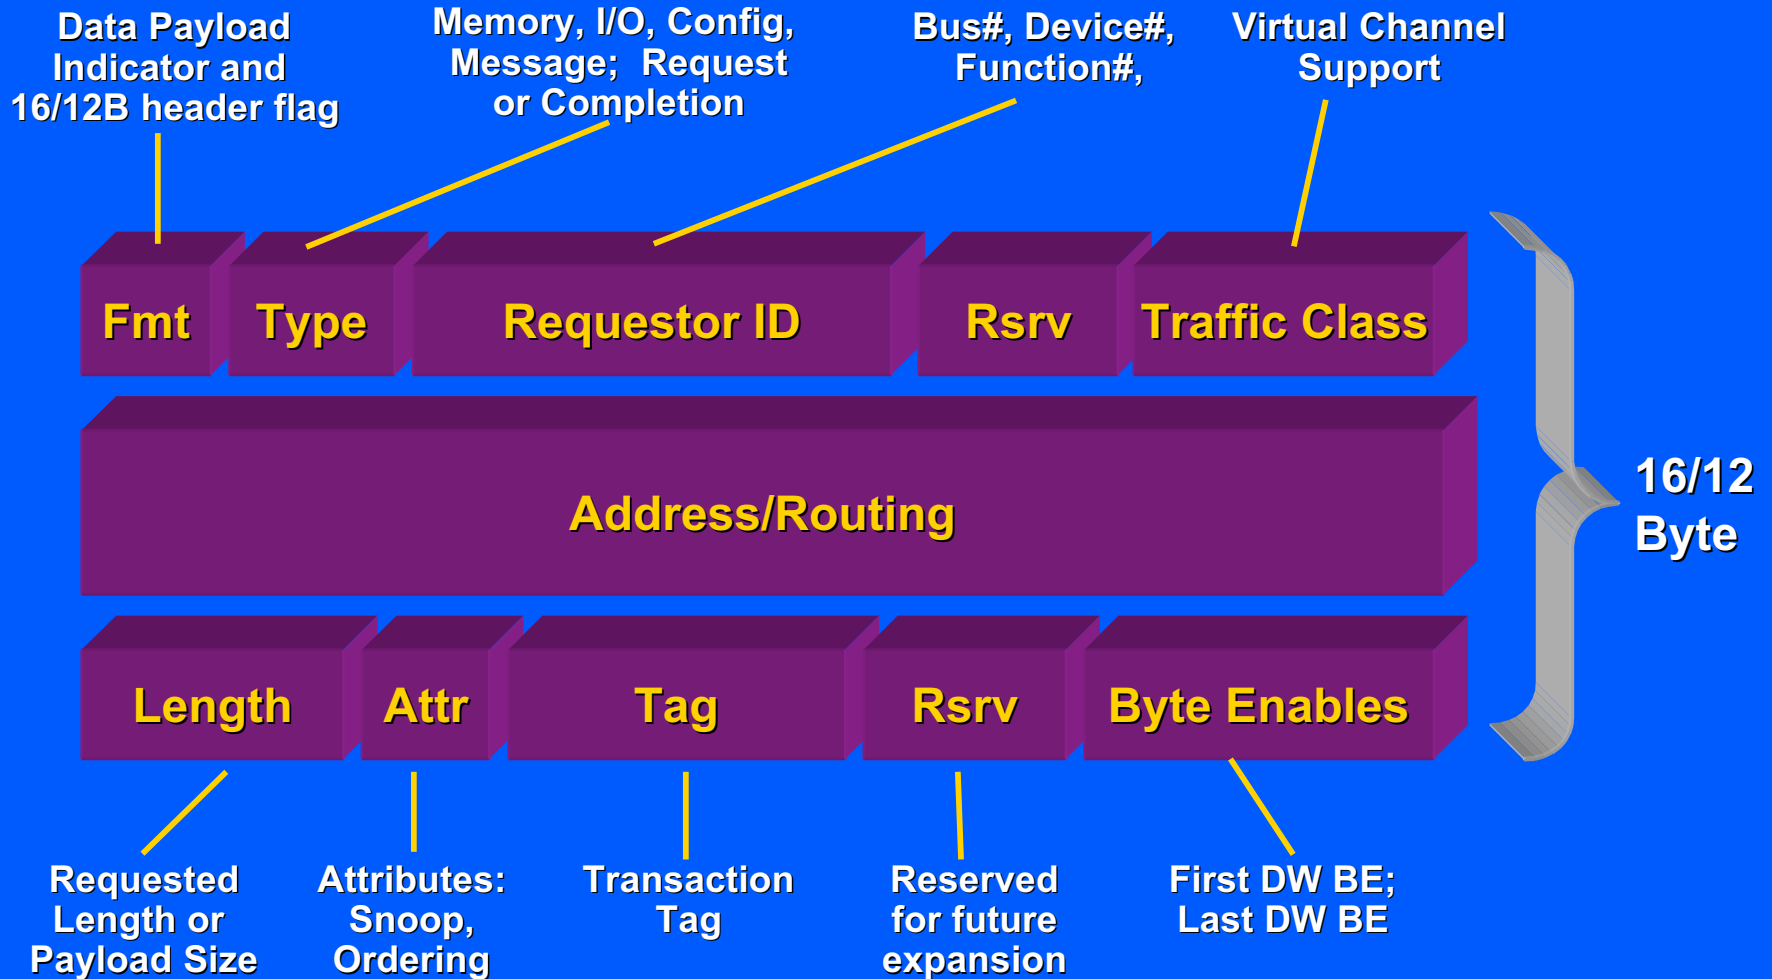 Data Payload
Indicator and
16/12B header flag
Memory, I/O, Config,
Message; Request
or Completion
Bus#, Device#,
Function#,
Virtual Channel
Support
Fmt
Type
Requestor ID
Rsrv
Traffic Class
Address/Routing
16/12
Byte
Length
Attr
Tag
Rsrv
Byte Enables
Requested
Length or
Payload Size
Attributes:
Snoop,
Ordering
Transaction
Tag
Reserved
for future
expansion
First DW BE;
Last DW BE